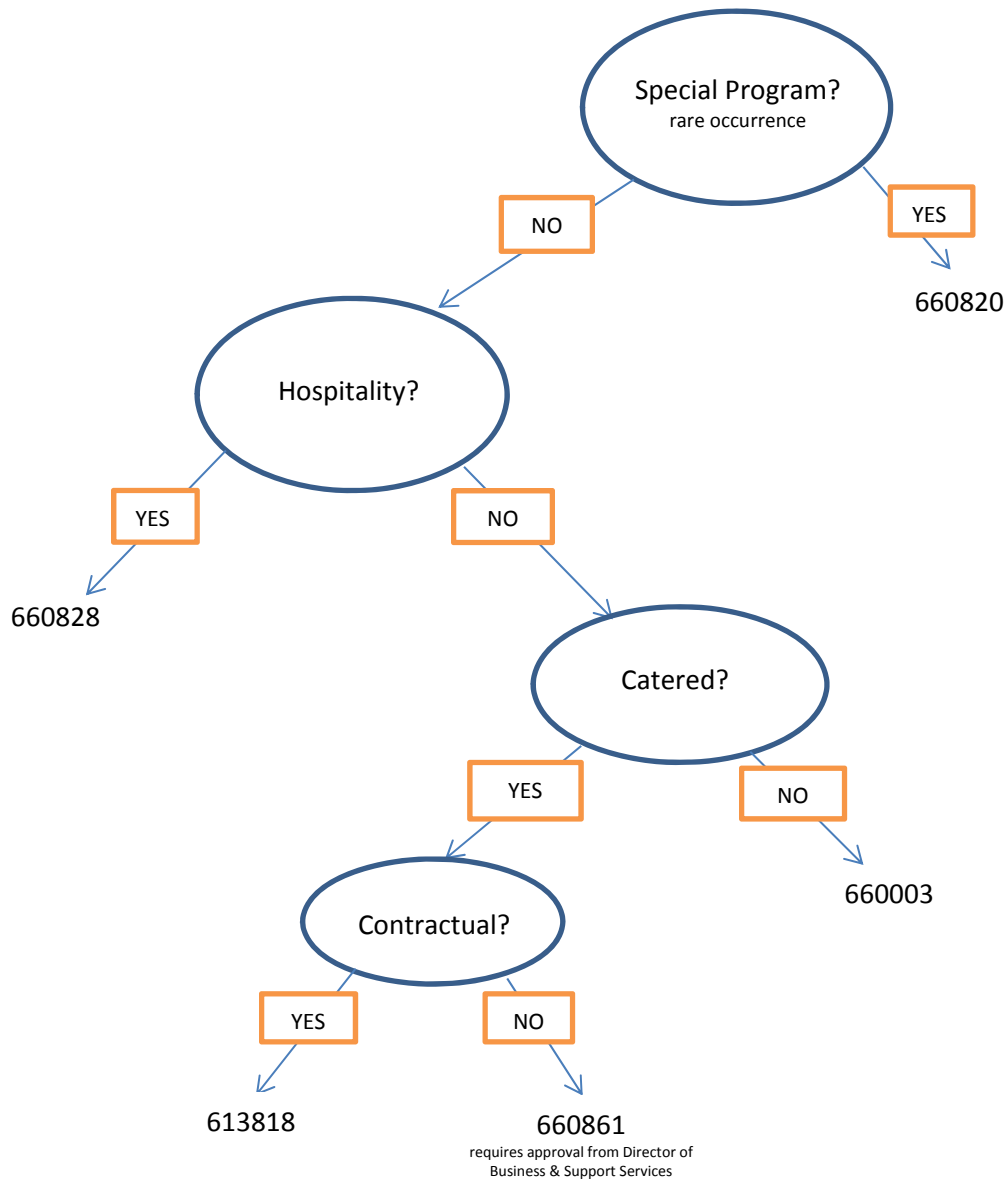 Special Program?
rare occurrence
NO
YES
660820
Hospitality?
YES
NO
660828
Catered?
YES
NO
660003
Contractual?
YES
NO
613818
660861
requires approval from Director of
Business & Support Services